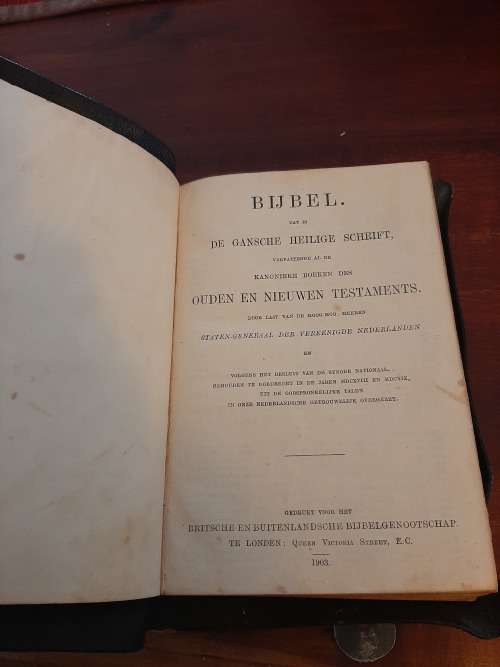 BIJBEL.
DAT IS
DE GANSCHE HEILIGE SCHRIFT,
VERVATTENDE AL DE
KANONIEKE BOEKEN DES
OUDEN EN NIEUWEN TESTAMENTS.
DOOR LAST VAN DE HOOG-MOG. HEEREN
STATEN-GENERAAL DER VEREENIGDE NEDERLANDEN
EN
VOLGENS HET BESLUIT VAN DE SYNODE NATIONAAL,
GEHOUDEN TE DORDRECHT IN DE JAREN MDCXVIII EN MDCXIX,
UIT DE OORSPRONKELIJKE TALEN
IN ONZE NEDERLANDSCHE GETROUWELIJK OVERGEZET.
GEDRUKT VOOR HET
BRITSCHE EN BUITENLANDSCHE BIJBELGENOOTSCHAP.
TE LONDEN: QUEEN VICTORIA STREET, E.C.
1903.